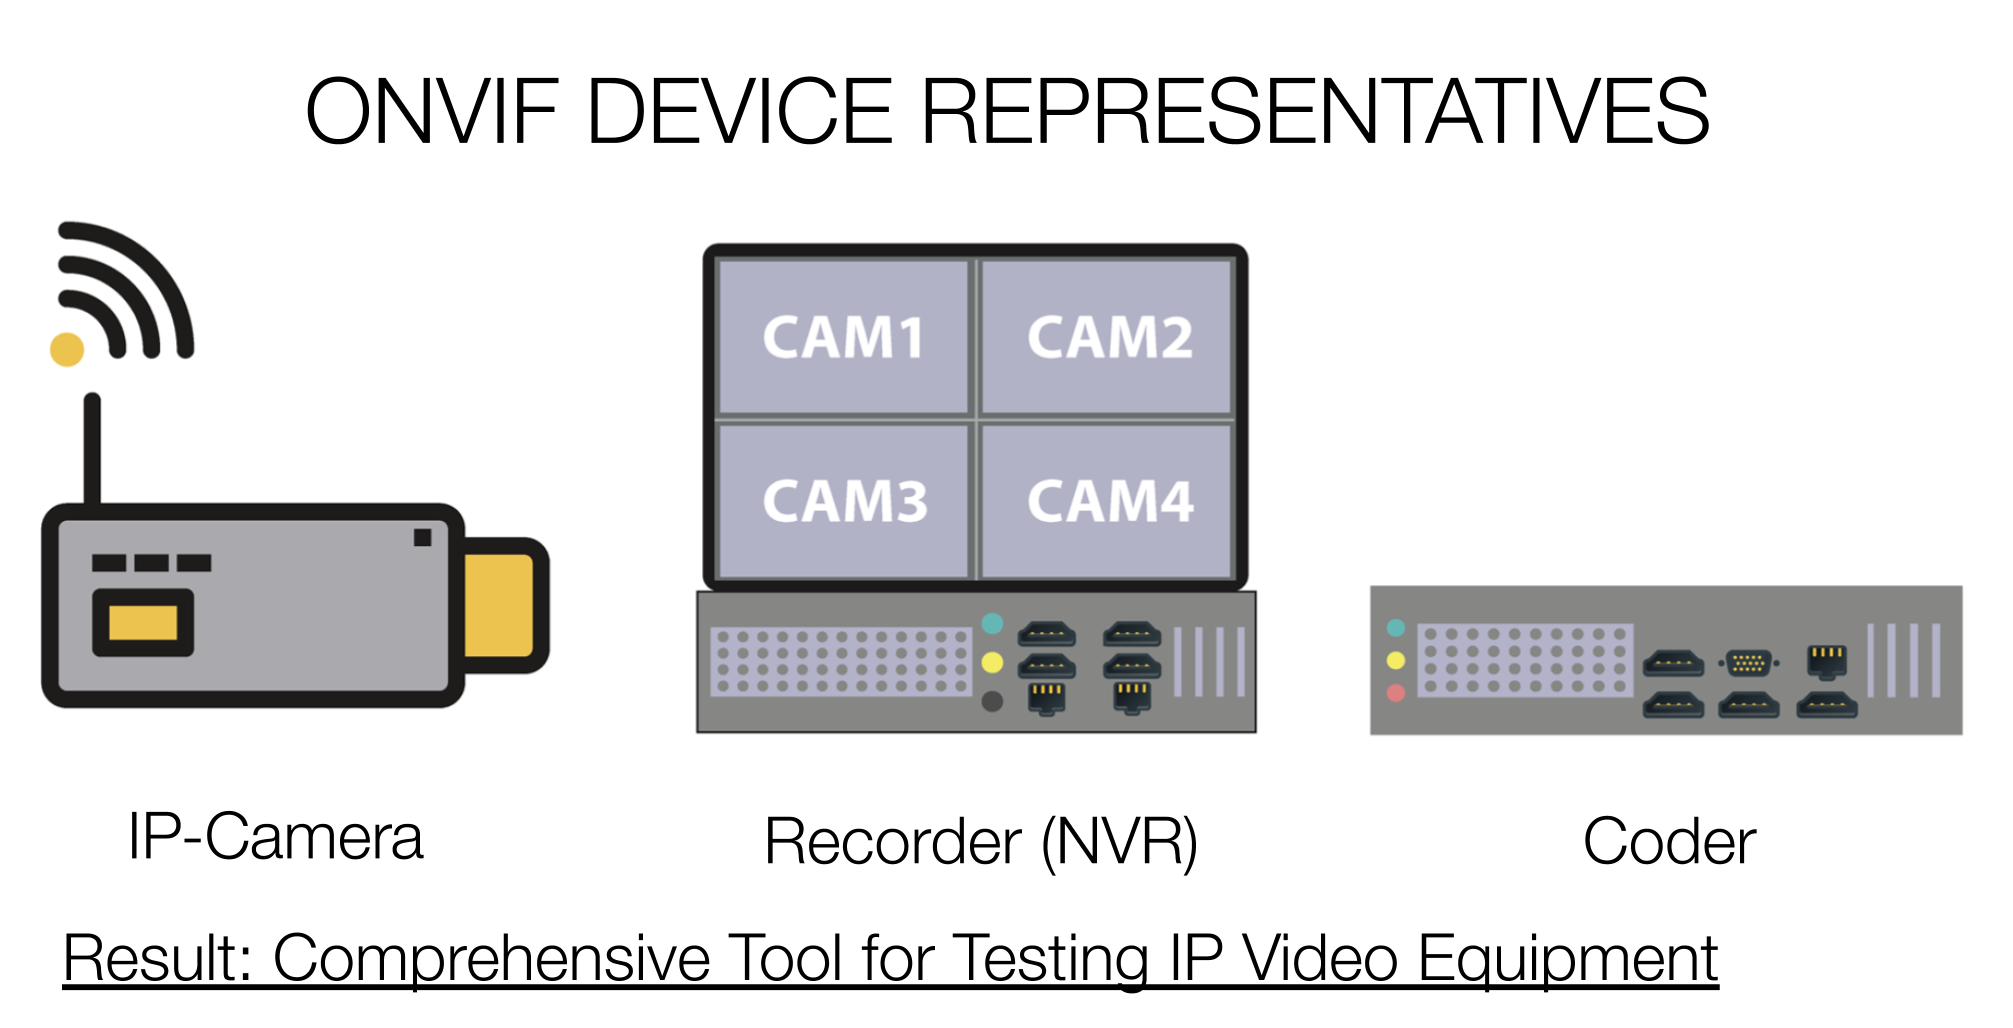 ONVIF DEVICE REPRESENTATIVES
CAM1 CAM2
CAM3 CAM4
IP-Camera
Recorder (NVR)
Coder
Result: Comprehensive Tool for Testing IP Video Equipment